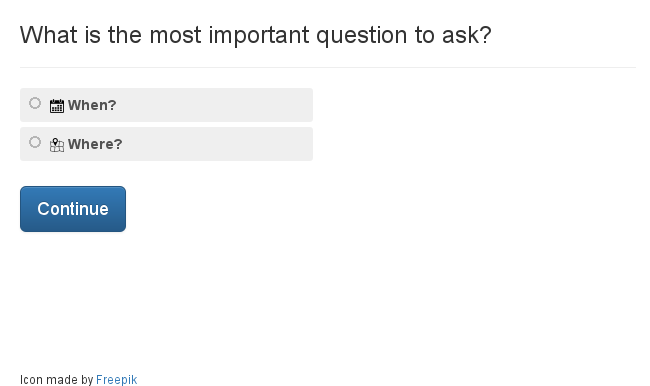 What is the most important question to ask?
When?
Where?
Continue
Icon made by Freepik